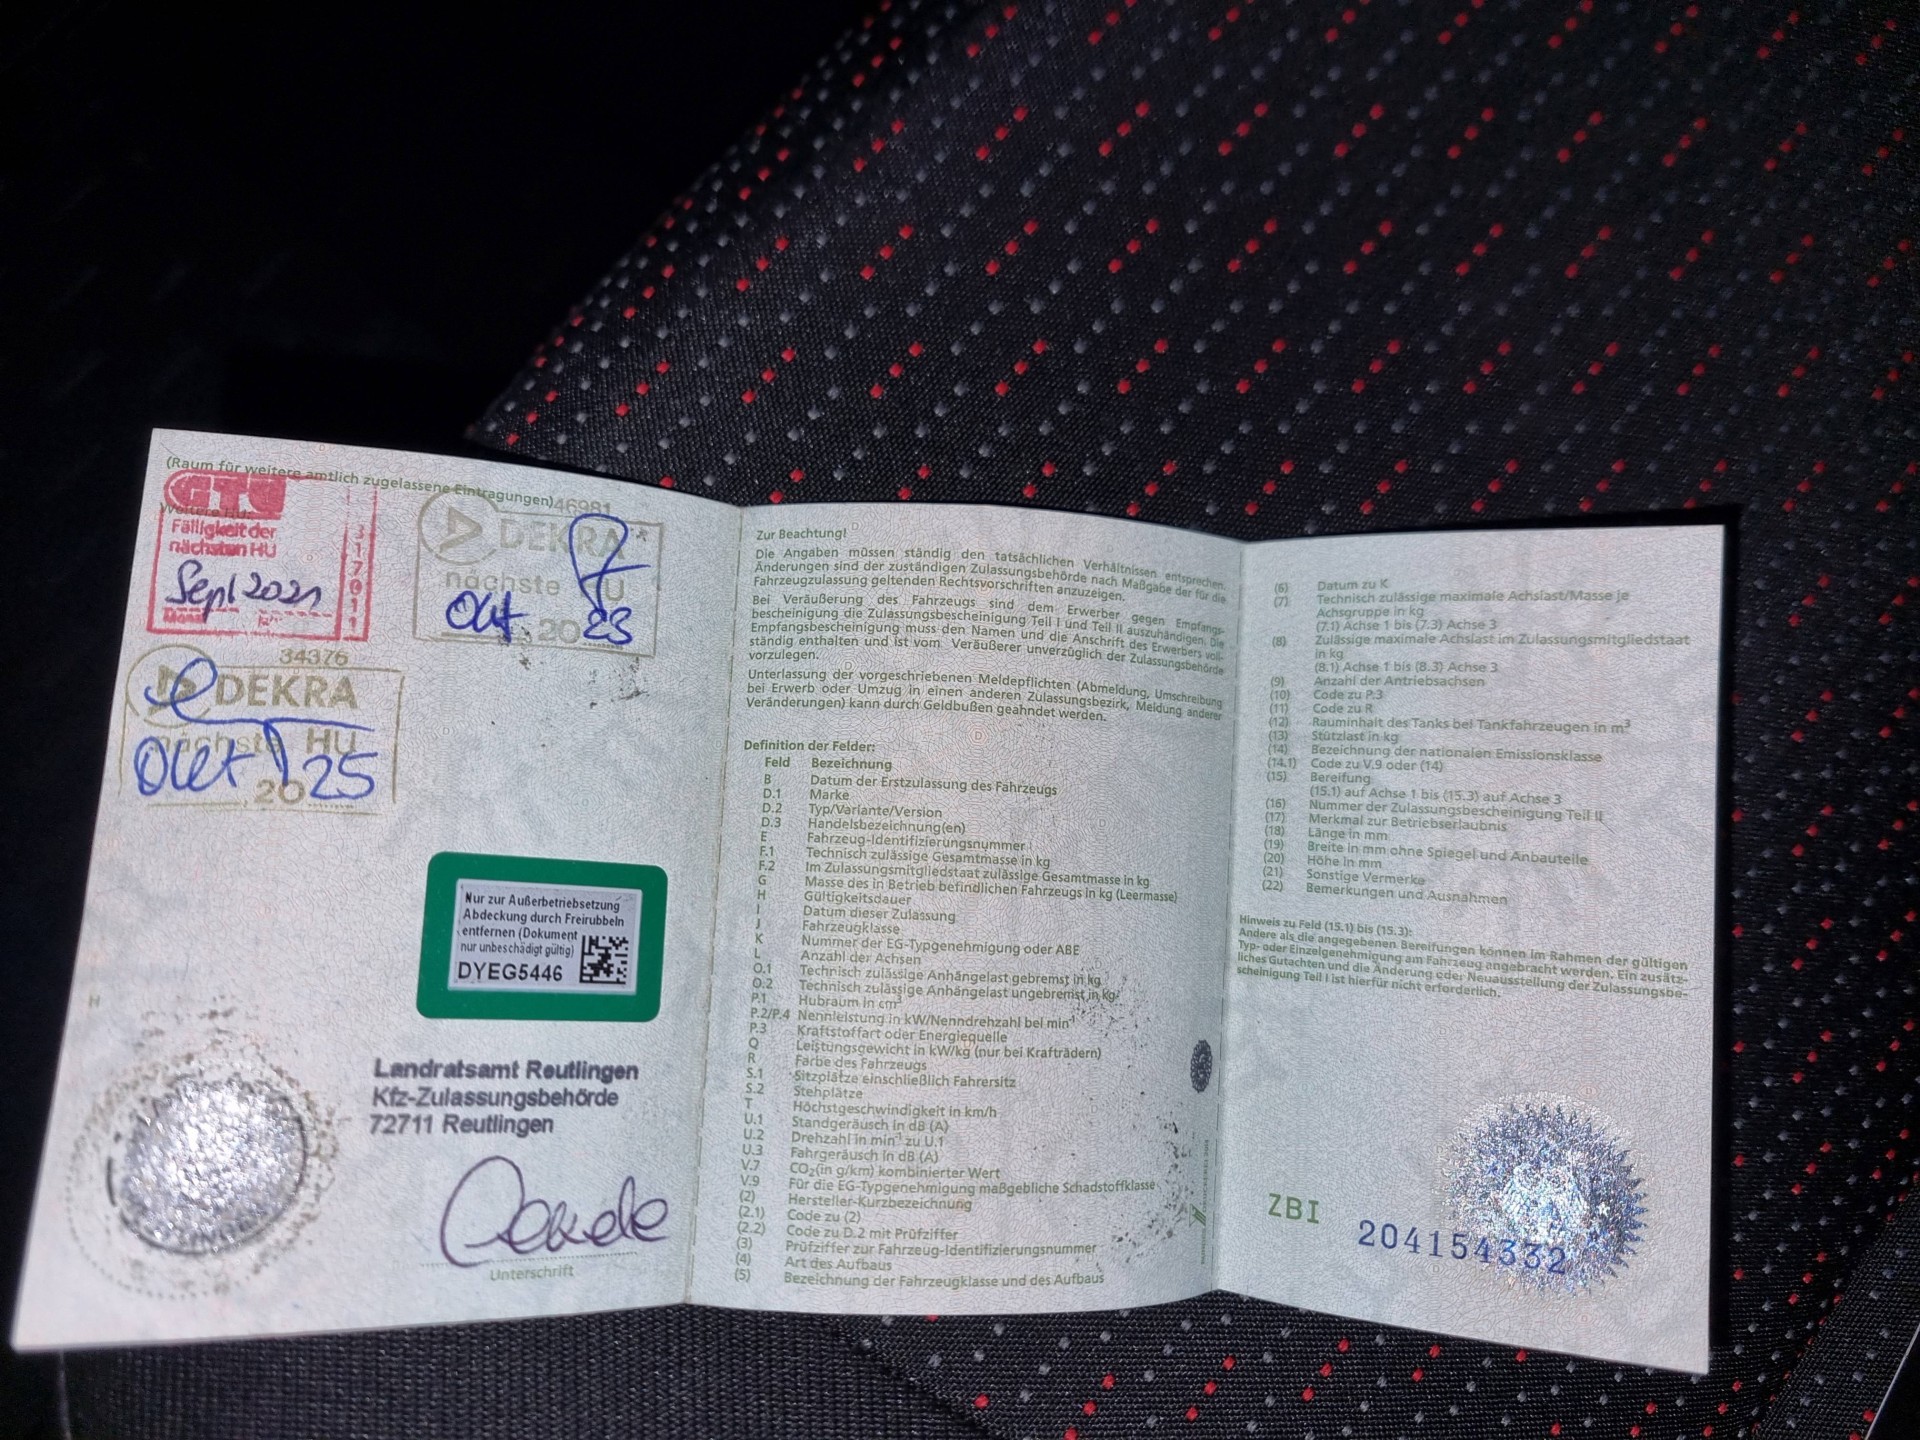 (Raum für weitere amtlich zugelassene Eintragungen)
GTÜ
Weitere HU:
Fälligkeit der
nächsten HU
Sept 2021
317011
46981
DEKRA
nächste HU
Okt. 2023
34376
DEKRA
nächste HU
Okt 2025
Nur zur Außerbetriebsetzung
Abdeckung durch Freirubbeln
entfernen (Dokument
nur unbeschädigt gültig)
DYEG5446
H
Landratsamt Reutlingen
Kfz-Zulassungsbehörde
72711 Reutlingen
Unterschrift
Zur Beachtung!
Die Angaben müssen ständig den tatsächlichen Verhältnissen entsprechen.
Änderungen sind der zuständigen Zulassungsbehörde nach Maßgabe der für die
Fahrzeugzulassung geltenden Rechtsvorschriften anzuzeigen.
Bei Veräußerung des Fahrzeugs sind dem Erwerber gegen Empfangs-
bescheinigung die Zulassungsbescheinigung Teil I und Teil II auszuhändigen. Die
Empfangsbescheinigung muss den Namen und die Anschrift des Erwerbers voll-
ständig enthalten und ist vom Veräußerer unverzüglich der Zulassungsbehörde
vorzulegen.
Unterlassung der vorgeschriebenen Meldepflichten (Abmeldung, Umschreibung
bei Erwerb oder Umzug in einen anderen Zulassungsbezirk, Meldung anderer
Veränderungen) kann durch Geldbußen geahndet werden.
Definition der Felder:
Feld Bezeichnung
B Datum der Erstzulassung des Fahrzeugs
D.1 Marke
D.2 Typ/Variante/Version
D.3 Handelsbezeichnung(en)
E Fahrzeug-Identifizierungsnummer
F.1 Technisch zulässige Gesamtmasse in kg
F.2 Im Zulassungsmitgliedstaat zulässige Gesamtmasse in kg
G Masse des in Betrieb befindlichen Fahrzeugs in kg (Leermasse)
H Gültigkeitsdauer
I Datum dieser Zulassung
J Fahrzeugklasse
K Nummer der EG-Typgenehmigung oder ABE
L Anzahl der Achsen
O.1 Technisch zulässige Anhängelast gebremst in kg
O.2 Technisch zulässige Anhängelast ungebremst in kg
P.1 Hubraum in cm³
P.2/P.4 Nennleistung in kW/Nenndrehzahl bei min⁻¹
P.3 Kraftstoffart oder Energiequelle
Q Leistungsgewicht in kW/kg (nur bei Krafträdern)
R Farbe des Fahrzeugs
S.1 Sitzplätze einschließlich Fahrersitz
S.2 Stehplätze
T Höchstgeschwindigkeit in km/h
U.1 Standgeräusch in dB (A)
U.2 Drehzahl in min⁻¹ zu U.1
U.3 Fahrgeräusch in dB (A)
V.7 CO₂(in g/km) kombinierter Wert
V.9 Für die EG-Typgenehmigung maßgebliche Schadstoffklasse
(2) Hersteller-Kurzbezeichnung
(2.1) Code zu (2)
(2.2) Code zu D.2 mit Prüfziffer
(3) Prüfziffer zur Fahrzeug-Identifizierungsnummer
(4) Art des Aufbaus
(5) Bezeichnung der Fahrzeugklasse und des Aufbaus
(6) Datum zu K
(7) Technisch zulässige maximale Achslast/Masse je
Achsgruppe in kg
(7.1) Achse 1 bis (7.3) Achse 3
(8) Zulässige maximale Achslast im Zulassungsmitgliedstaat
in kg
(8.1) Achse 1 bis (8.3) Achse 3
(9) Anzahl der Antriebsachsen
(10) Code zu P.3
(11) Code zu R
(12) Rauminhalt des Tanks bei Tankfahrzeugen in m³
(13) Stützlast in kg
(14) Bezeichnung der nationalen Emissionsklasse
(14.1) Code zu V.9 oder (14)
(15) Bereifung
(15.1) auf Achse 1 bis (15.3) auf Achse 3
(16) Nummer der Zulassungsbescheinigung Teil II
(17) Merkmal zur Betriebserlaubnis
(18) Länge in mm
(19) Breite in mm ohne Spiegel und Anbauteile
(20) Höhe in mm
(21) Sonstige Vermerke
(22) Bemerkungen und Ausnahmen
Hinweis zu Feld (15.1) bis (15.3):
Andere als die angegebenen Bereifungen können im Rahmen der gültigen
Typ- oder Einzelgenehmigung am Fahrzeug angebracht werden. Ein zusätz-
liches Gutachten und die Änderung oder Neuausstellung der Zulassungsbe-
scheinigung Teil I ist hierfür nicht erforderlich.
ZBI 204154332